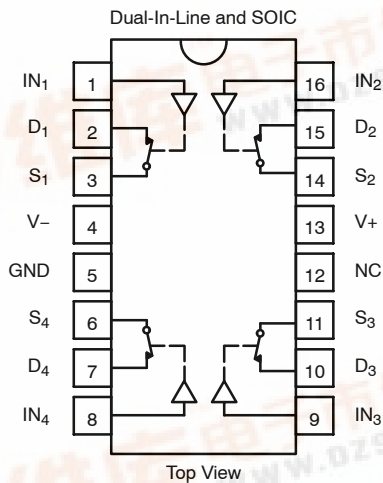 Dual-In-Line and SOIC
IN1 1 16 IN2
D1 2 15 D2
S1 3 14 S2
V− 4 13 V+
GND 5 12 NC
S4 6 11 S3
D4 7 10 D3
IN4 8 9 IN3
Top View